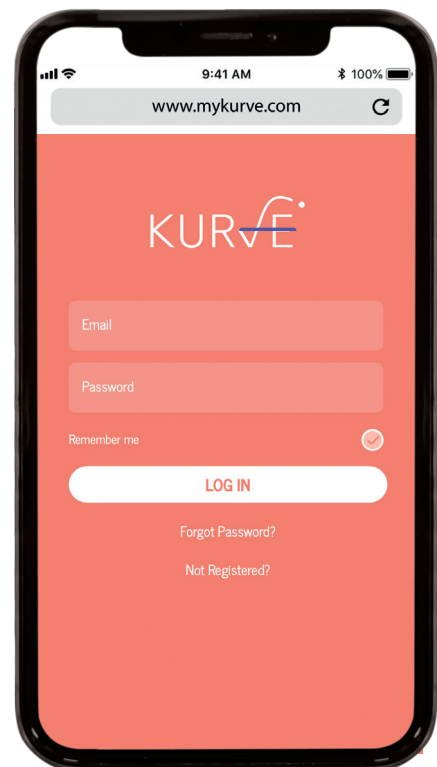 9:41 AM 100%
www.mykurve.com
KURVE
Email
Password
Remember me
LOG IN
Forgot Password?
Not Registered?